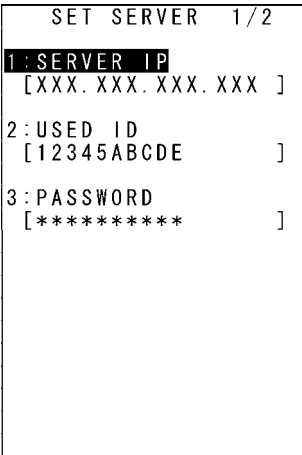 SET SERVER 1/2
1:SERVER IP
[XXX.XXX.XXX.XXX ]
2:USED ID
[12345ABCDE ]
3:PASSWORD
[********** ]